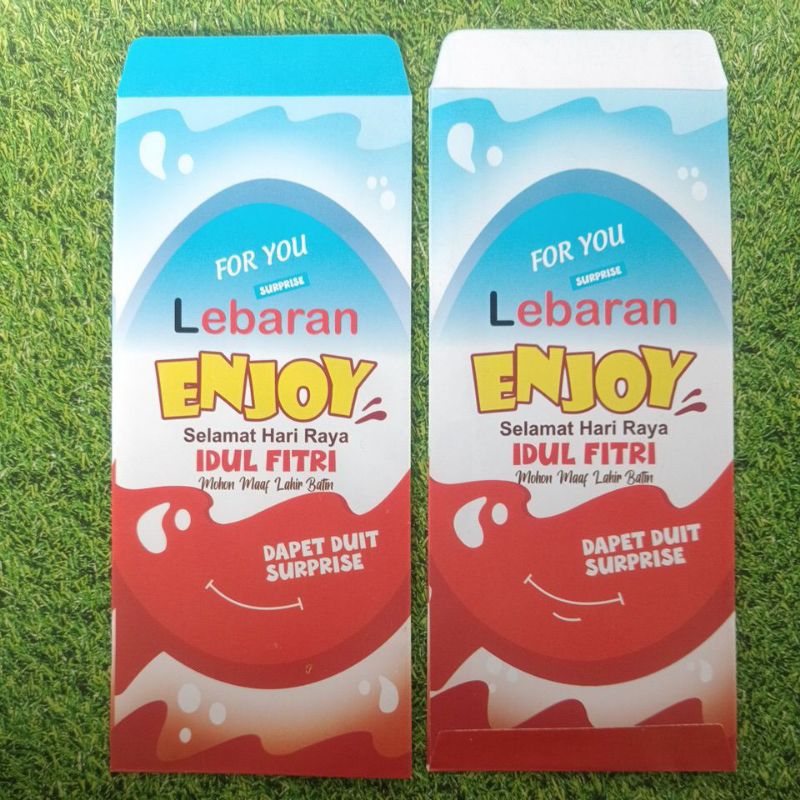 FOR YOU
SURPRISE
Lebaran
ENJOY
Selamat Hari Raya
IDUL FITRI
Mohon Maaf Lahir Batin
DAPET DUIT
SURPRISE
FOR YOU
SURPRISE
Lebaran
ENJOY
Selamat Hari Raya
IDUL FITRI
Mohon Maaf Lahir Batin
DAPET DUIT
SURPRISE